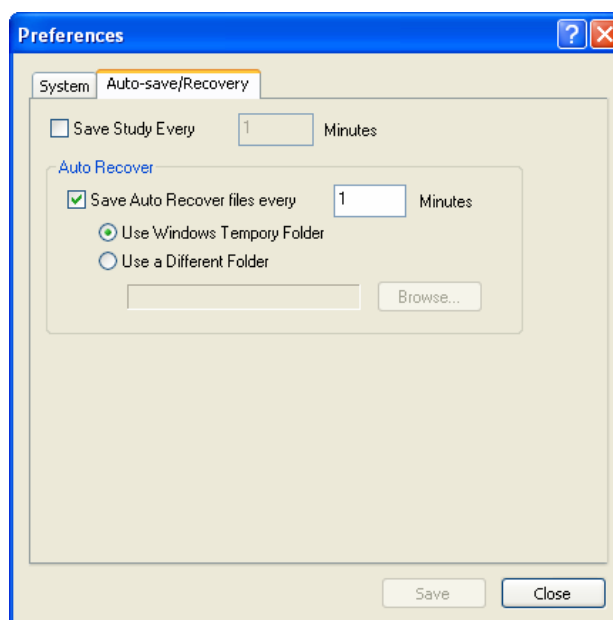 Preferences
System Auto-save/Recovery
Save Study Every 1 Minutes
Auto Recover
Save Auto Recover files every 1 Minutes
Use Windows Tempory Folder
Use a Different Folder
Browse...
Save Close